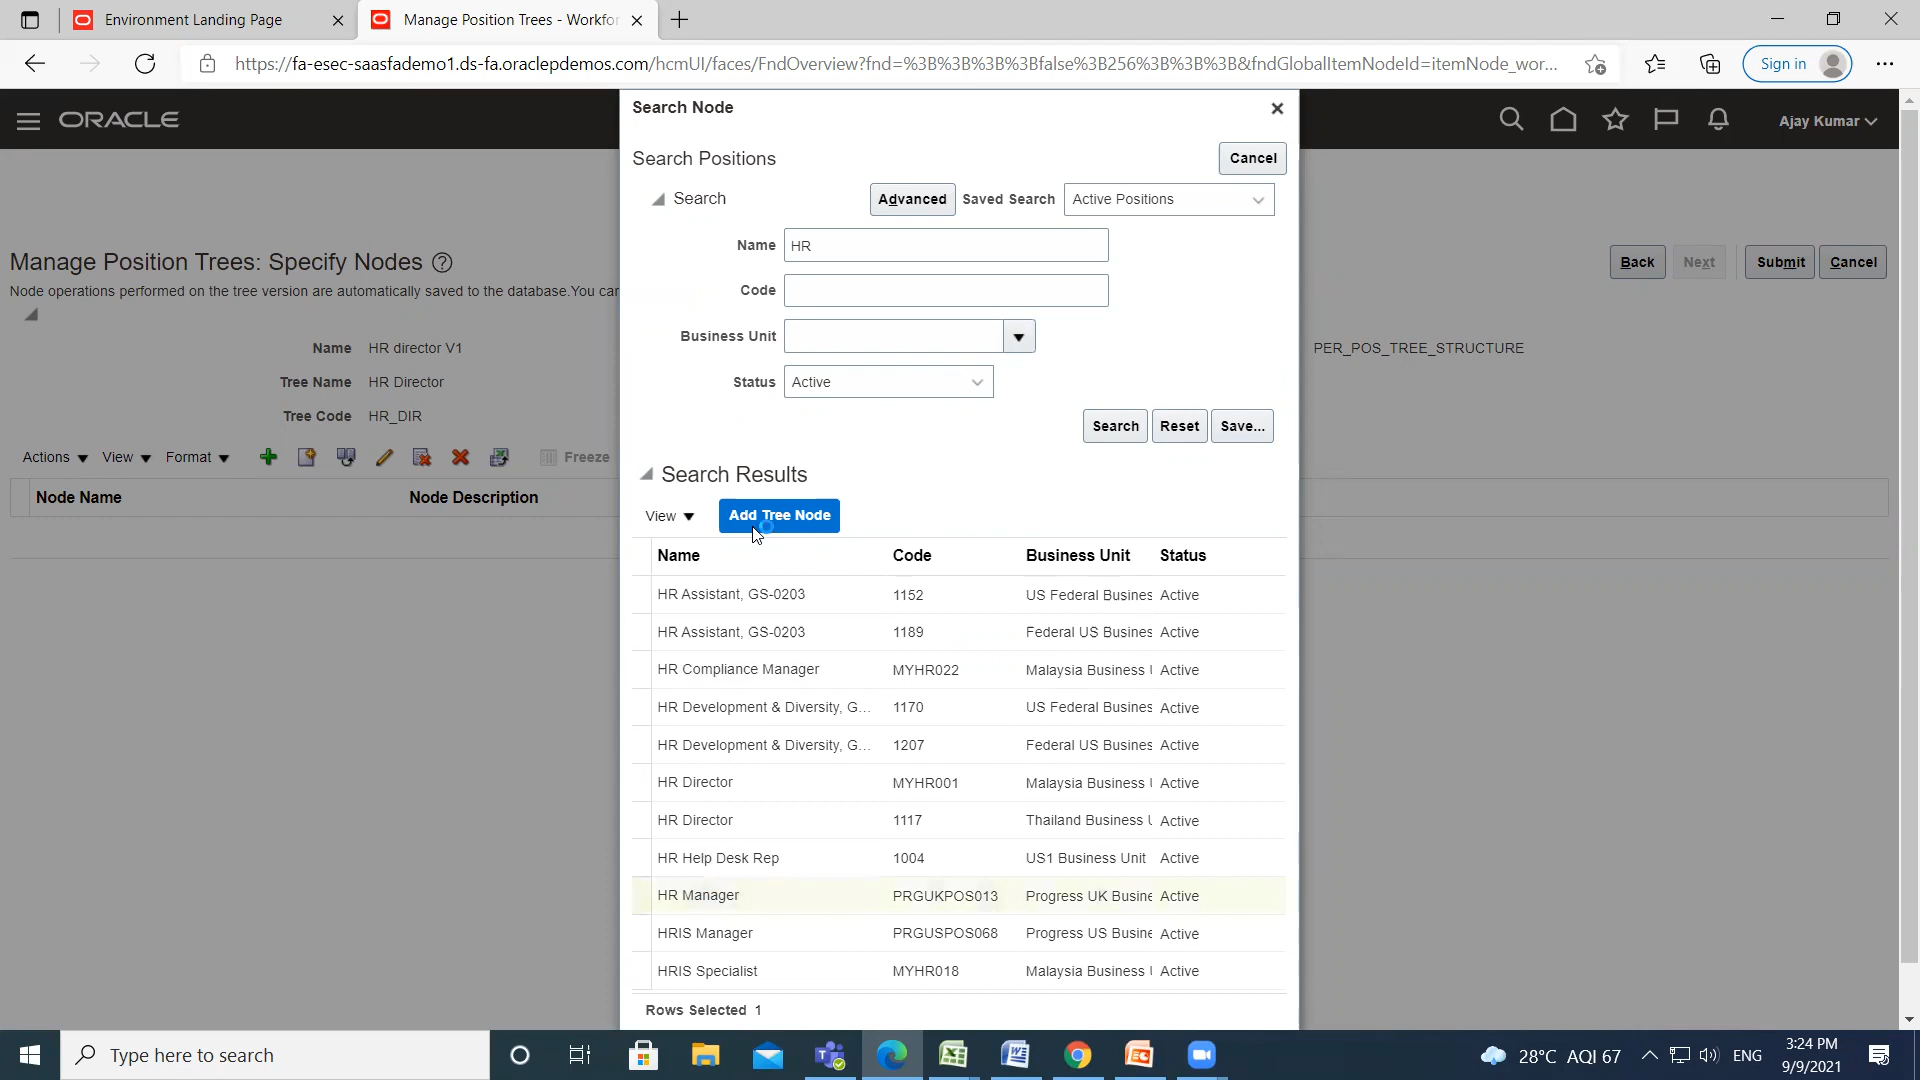 Environment Landing Page
Manage Position Trees - Workfor
https://fa-esec-saasfademo1.ds-fa.oraclepdemos.com/hcmUI/faces/FndOverview?fnd=%3B%3B%3B%3Bfalse%3B256%3B%3B%3B&fndGlobalItemNodeId=itemNode_wor...
Sign in
ORACLE
Ajay Kumar
Search Node
Search Positions
Cancel
Search
Advanced
Saved Search
Active Positions
Name HR
Code
Business Unit
Status Active
Search Reset Save...
Manage Position Trees: Specify Nodes
Back Next Submit Cancel
Node operations performed on the tree version are automatically saved to the database.You car
Name HR director V1
PER_POS_TREE_STRUCTURE
Tree Name HR Director
Tree Code HR_DIR
Actions View Format Freeze
Node Name Node Description
Search Results
View Add Tree Node
Name Code Business Unit Status
HR Assistant, GS-0203 1152 US Federal Busines Active
HR Assistant, GS-0203 1189 Federal US Busines Active
HR Compliance Manager MYHR022 Malaysia Business Active
HR Development & Diversity, G... 1170 US Federal Busines Active
HR Development & Diversity, G... 1207 Federal US Busines Active
HR Director MYHR001 Malaysia Business Active
HR Director 1117 Thailand Business Active
HR Help Desk Rep 1004 US1 Business Unit Active
HR Manager PRGUKPOS013 Progress UK Busine Active
HRIS Manager PRGUSPOS068 Progress US Busine Active
HRIS Specialist MYHR018 Malaysia Business Active
Rows Selected 1
Type here to search
28°C AQI 67
ENG
3:24 PM
9/9/2021